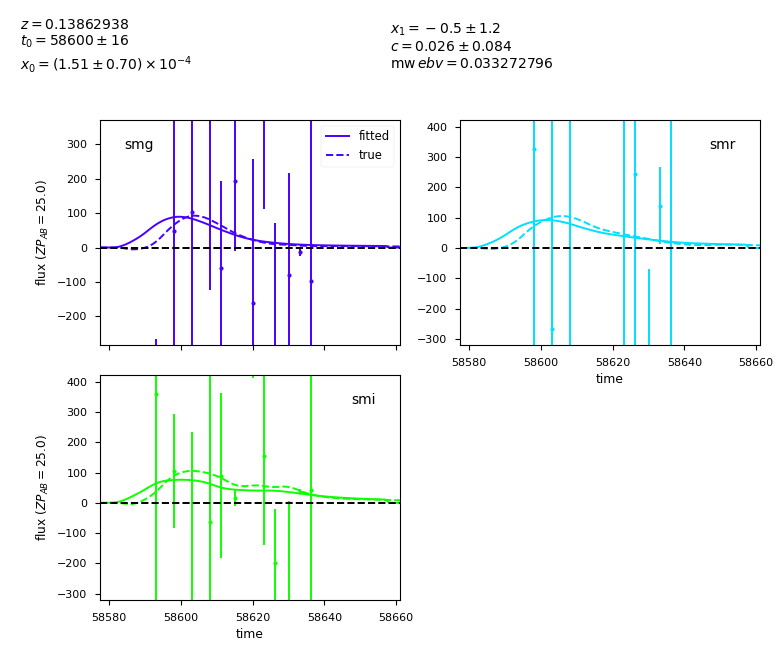 z = 0.13862938
t₀ = 58600 ± 16
x₀ = (1.51 ± 0.70) × 10⁻⁴
x₁ = −0.5 ± 1.2
c = 0.026 ± 0.084
mw ebv = 0.033272796
smg
fitted
true
300
200
100
0
−100
−200
flux (ZP_AB = 25.0)
smr
400
300
200
100
0
−100
−200
−300
58580 58600 58620 58640 58660
time
smi
400
300
200
100
0
−100
−200
−300
flux (ZP_AB = 25.0)
58580 58600 58620 58640 58660
time